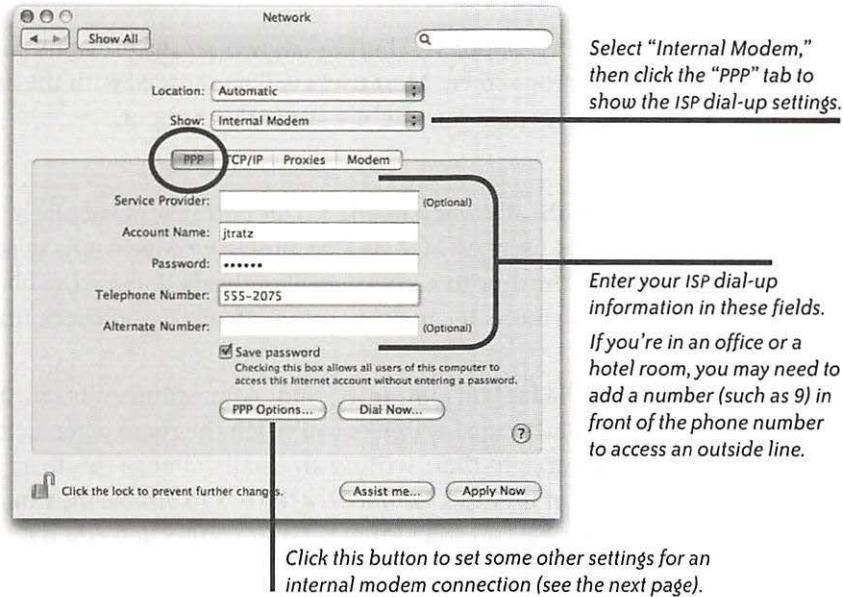 Network
Show All
Location: Automatic
Show: Internal Modem
PPP TCP/IP Proxies Modem
Service Provider: (Optional)
Account Name: jtratz
Password: ••••••
Telephone Number: 555-2075
Alternate Number: (Optional)
Save password
Checking this box allows all users of this computer to
access this Internet account without entering a password.
PPP Options... Dial Now...
?
Click the lock to prevent further changes. Assist me... Apply Now
Select “Internal Modem,”
then click the “PPP” tab to
show the ISP dial-up settings.
Enter your ISP dial-up
information in these fields.
If you’re in an office or a
hotel room, you may need to
add a number (such as 9) in
front of the phone number
to access an outside line.
Click this button to set some other settings for an
internal modem connection (see the next page).